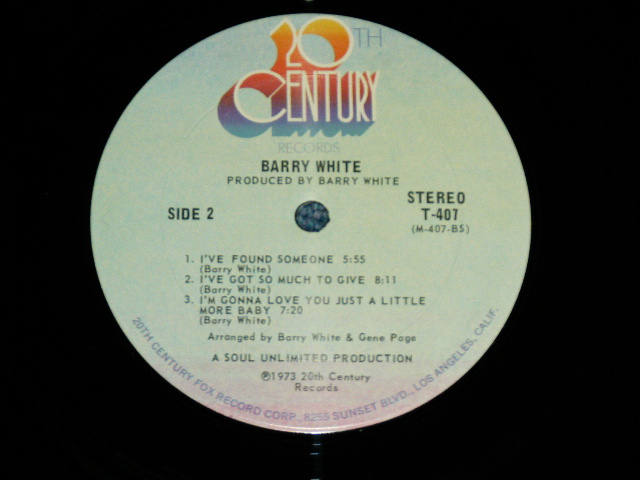 20TH
CENTURY
RECORDS
BARRY WHITE
PRODUCED BY BARRY WHITE
STEREO
SIDE 2
T-407
(M-407-BS)
1. I'VE FOUND SOMEONE 5:55
(Barry White)
2. I'VE GOT SO MUCH TO GIVE 8:11
(Barry White)
3. I'M GONNA LOVE YOU JUST A LITTLE
MORE BABY 7:20
(Barry White)
Arranged by Barry White & Gene Page
A SOUL UNLIMITED PRODUCTION
℗1973 20th Century
Records
20TH CENTURY FOX RECORD CORP., 8255 SUNSET BLVD., LOS ANGELES, CALIF.